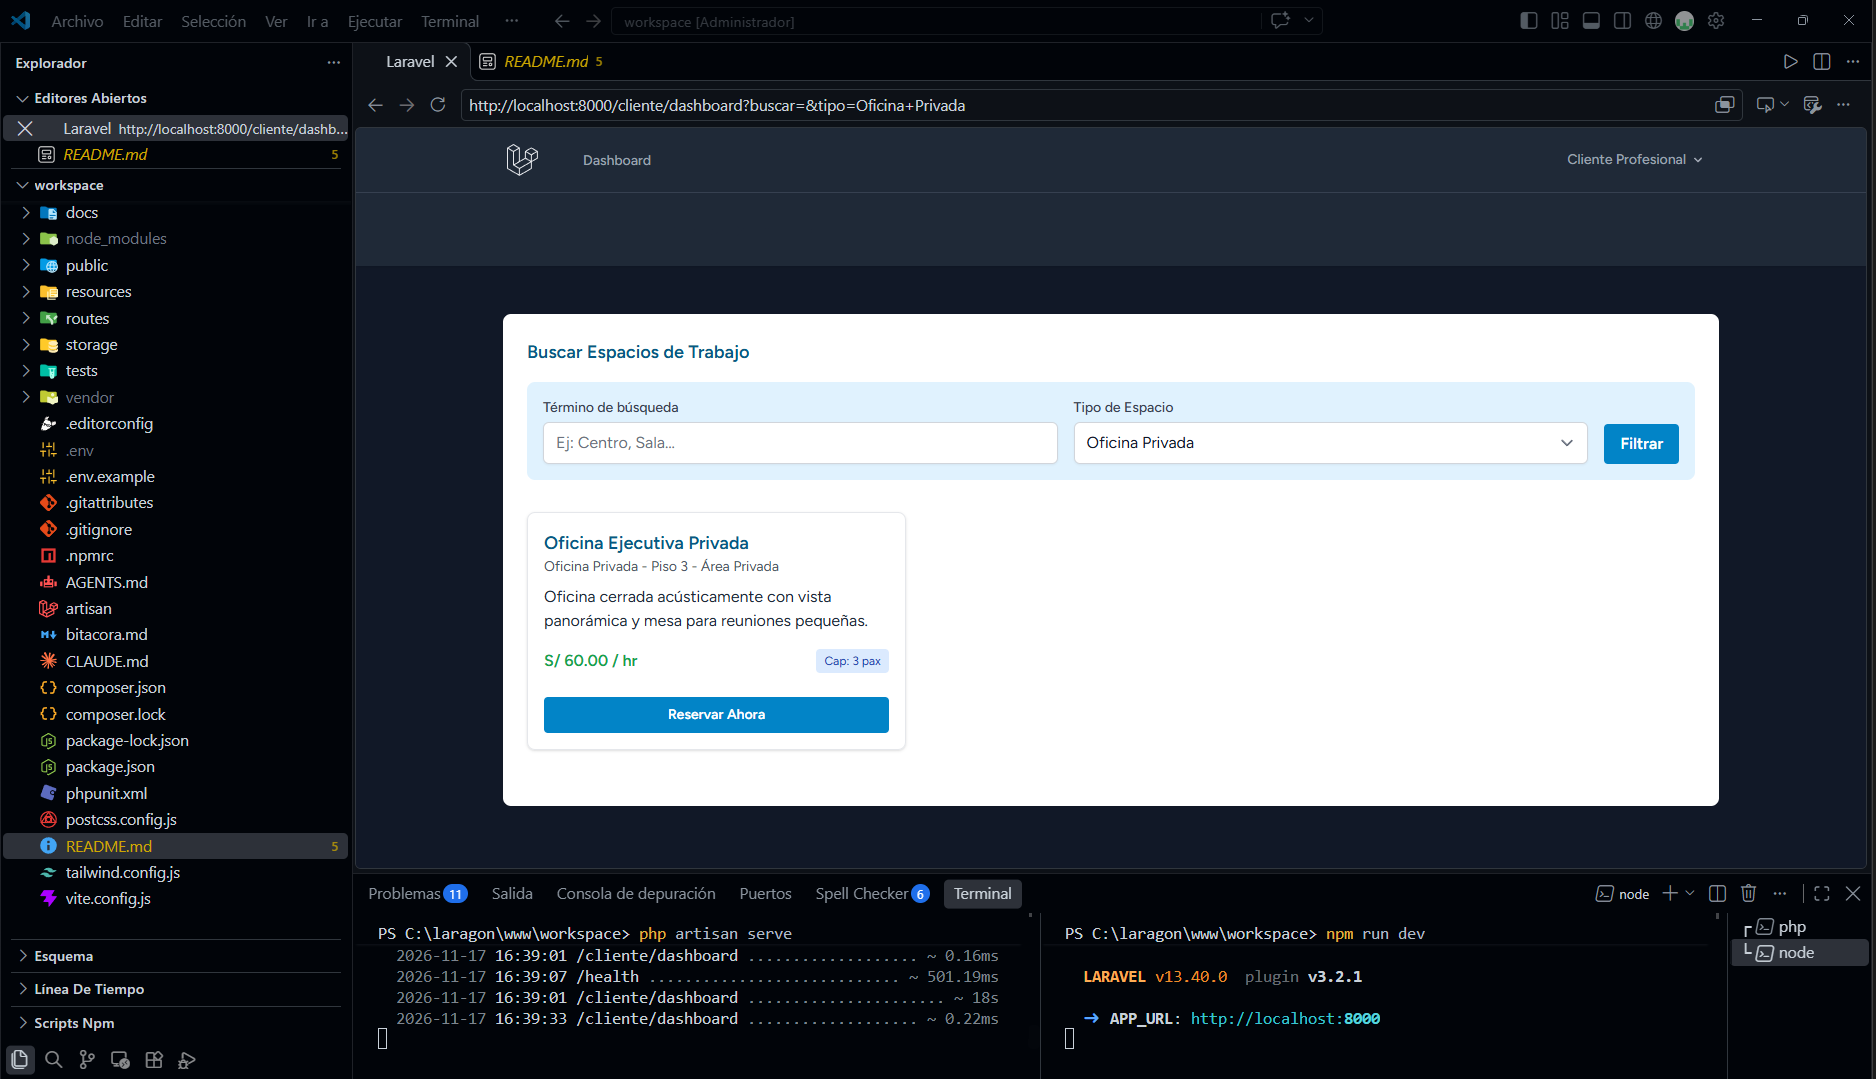 Archivo Editar Selección Ver Ir a Ejecutar Terminal ··· workspace [Administrador]
Explorador ···
Editores Abiertos
Laravel http://localhost:8000/cliente/dashb...
README.md 5
workspace
docs
node_modules
public
resources
routes
storage
tests
vendor
.editorconfig
.env
.env.example
.gitattributes
.gitignore
.npmrc
AGENTS.md
artisan
bitacora.md
CLAUDE.md
composer.json
composer.lock
package-lock.json
package.json
phpunit.xml
postcss.config.js
README.md 5
tailwind.config.js
vite.config.js
Esquema
Línea De Tiempo
Scripts Npm
Laravel README.md 5
http://localhost:8000/cliente/dashboard?buscar=&tipo=Oficina+Privada
Dashboard Cliente Profesional
Buscar Espacios de Trabajo
Término de búsqueda Tipo de Espacio
Ej: Centro, Sala... Oficina Privada Filtrar
Oficina Ejecutiva Privada
Oficina Privada - Piso 3 - Área Privada
Oficina cerrada acústicamente con vista
panorámica y mesa para reuniones pequeñas.
S/ 60.00 / hr Cap: 3 pax
Reservar Ahora
Problemas 11 Salida Consola de depuración Puertos Spell Checker 6 Terminal node
PS C:\laragon\www\workspace> php artisan serve
2026-11-17 16:39:01 /cliente/dashboard ................... ~ 0.16ms
2026-11-17 16:39:07 /health ............................ ~ 501.19ms
2026-11-17 16:39:01 /cliente/dashboard ...................... ~ 18s
2026-11-17 16:39:33 /cliente/dashboard ................... ~ 0.22ms
PS C:\laragon\www\workspace> npm run dev
LARAVEL v13.40.0 plugin v3.2.1
➜ APP_URL: http://localhost:8000
php
node